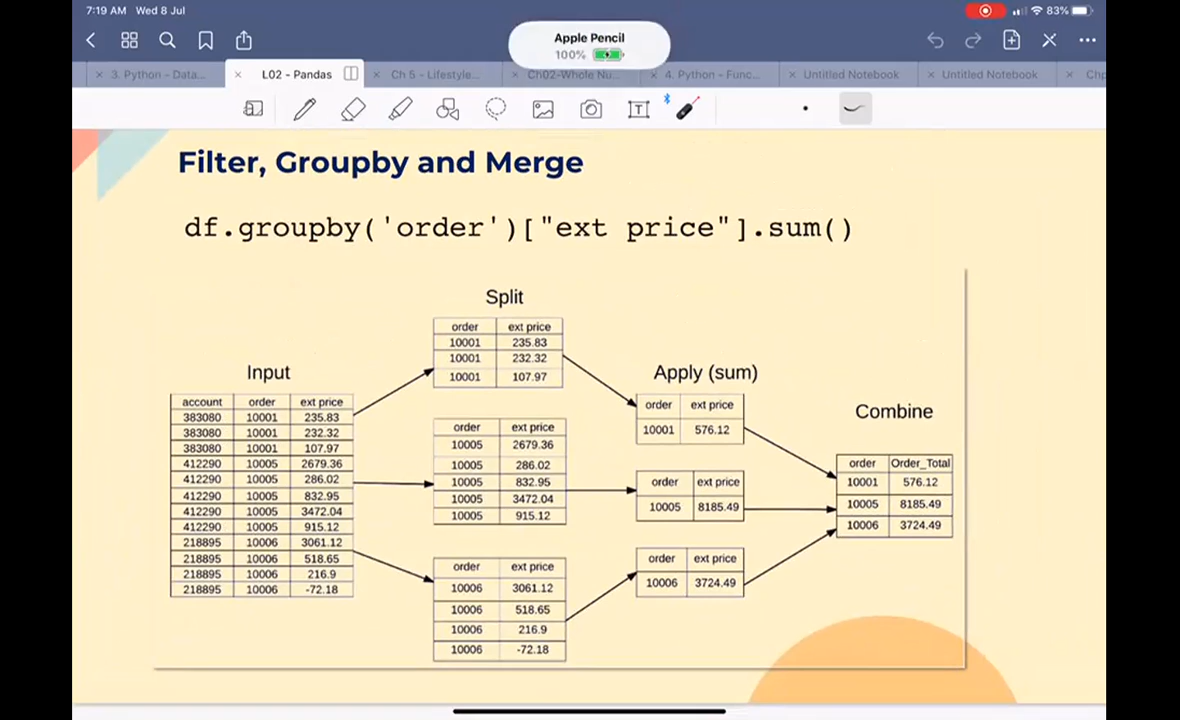 7:19 AM Wed 8 Jul
83%
Apple Pencil
100%
3. Python - Data...
L02 - Pandas
Ch 5 - Lifestyle...
Ch02-Whole Nu...
4. Python - Func...
Untitled Notebook
Untitled Notebook
Chp
Filter, Groupby and Merge
df.groupby('order')["ext price"].sum()
Input
account order ext price
383080 10001 235.83
383080 10001 232.32
383080 10001 107.97
412290 10005 2679.36
412290 10005 286.02
412290 10005 832.95
412290 10005 3472.04
412290 10005 915.12
218895 10006 3061.12
218895 10006 518.65
218895 10006 216.9
218895 10006 -72.18
Split
order ext price
10001 235.83
10001 232.32
10001 107.97
order ext price
10005 2679.36
10005 286.02
10005 832.95
10005 3472.04
10005 915.12
order ext price
10006 3061.12
10006 518.65
10006 216.9
10006 -72.18
Apply (sum)
order ext price
10001 576.12
order ext price
10005 8185.49
order ext price
10006 3724.49
Combine
order Order_Total
10001 576.12
10005 8185.49
10006 3724.49